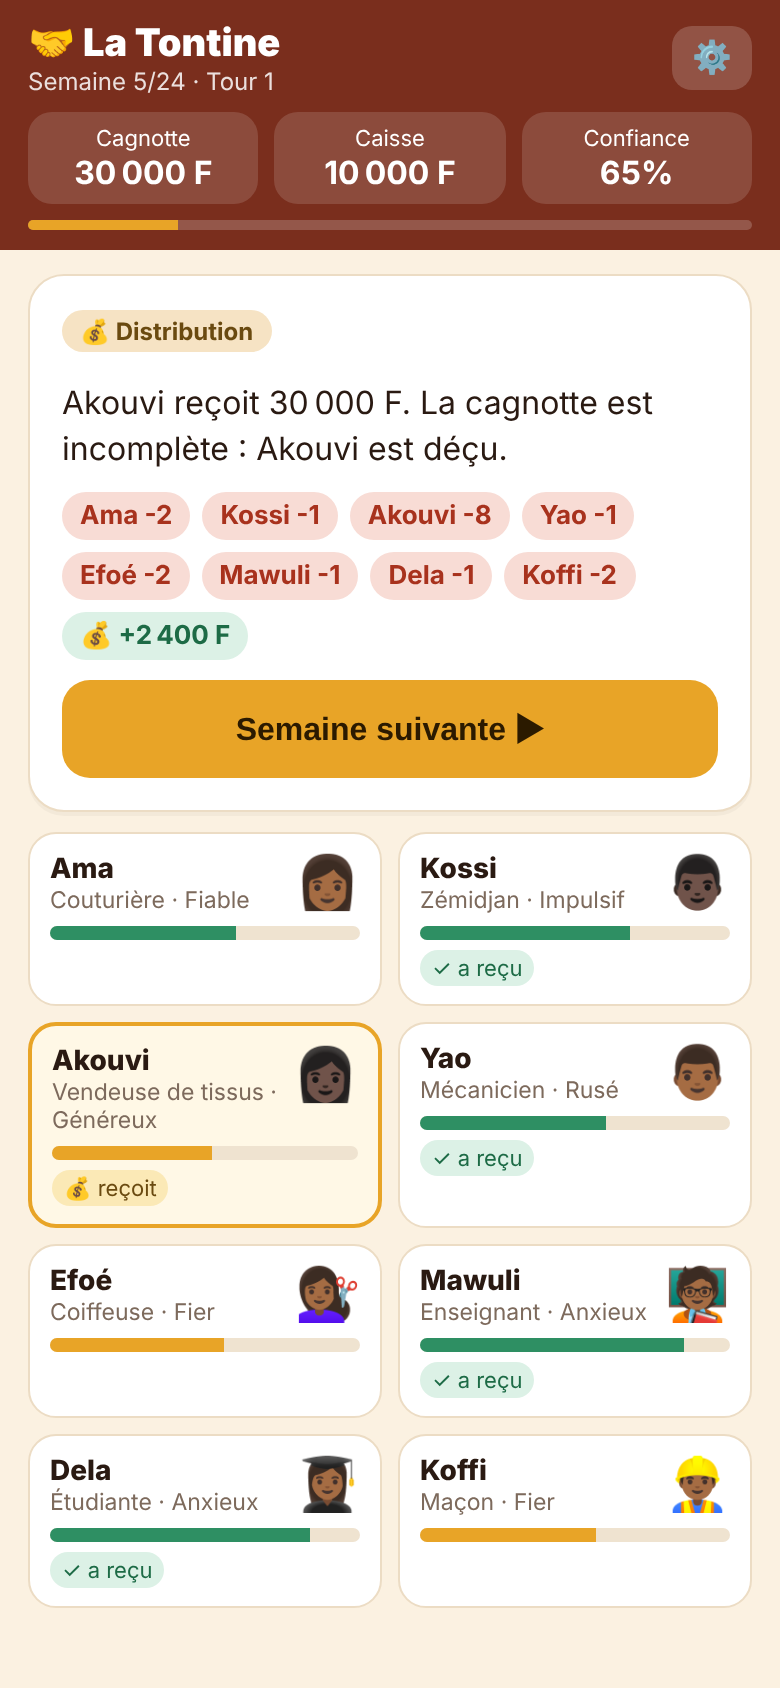 🤝 La Tontine
Semaine 5/24 · Tour 1
⚙️
Cagnotte
30 000 F
Caisse
10 000 F
Confiance
65%
💰 Distribution
Akouvi reçoit 30 000 F. La cagnotte est
incomplète : Akouvi est déçu.
Ama -2 Kossi -1 Akouvi -8 Yao -1
Efoé -2 Mawuli -1 Dela -1 Koffi -2
💰 +2 400 F
Semaine suivante ▶
Ama
Couturière · Fiable
Kossi
Zémidjan · Impulsif
✓ a reçu
Akouvi
Vendeuse de tissus ·
Généreux
💰 reçoit
Yao
Mécanicien · Rusé
✓ a reçu
Efoé
Coiffeuse · Fier
Mawuli
Enseignant · Anxieux
✓ a reçu
Dela
Étudiante · Anxieux
✓ a reçu
Koffi
Maçon · Fier